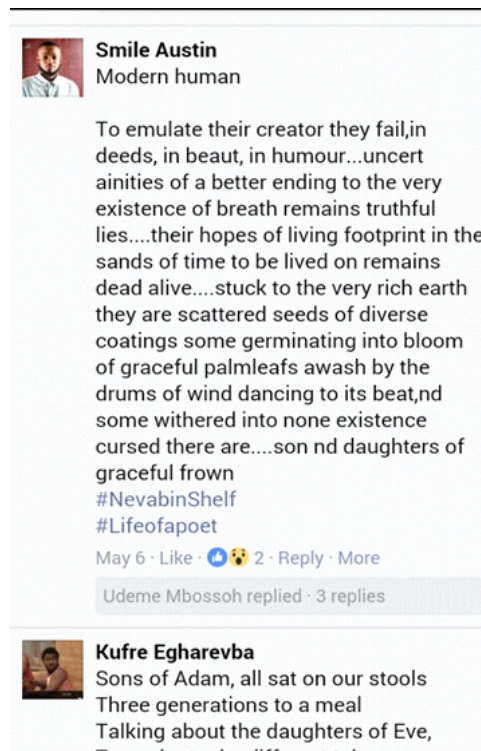 Smile Austin
Modern human
To emulate their creator they fail,in
deeds, in beaut, in humour...uncert
ainities of a better ending to the very
existence of breath remains truthful
lies....their hopes of living footprint in the
sands of time to be lived on remains
dead alive....stuck to the very rich earth
they are scattered seeds of diverse
coatings some germinating into bloom
of graceful palmleafs awash by the
drums of wind dancing to its beat,nd
some withered into none existence
cursed there are....son nd daughters of
graceful frown
#NevabinShelf
#Lifeofapoet
May 6 · Like · 2 · Reply · More
Udeme Mbossoh replied · 3 replies
Kufre Egharevba
Sons of Adam, all sat on our stools
Three generations to a meal
Talking about the daughters of Eve,